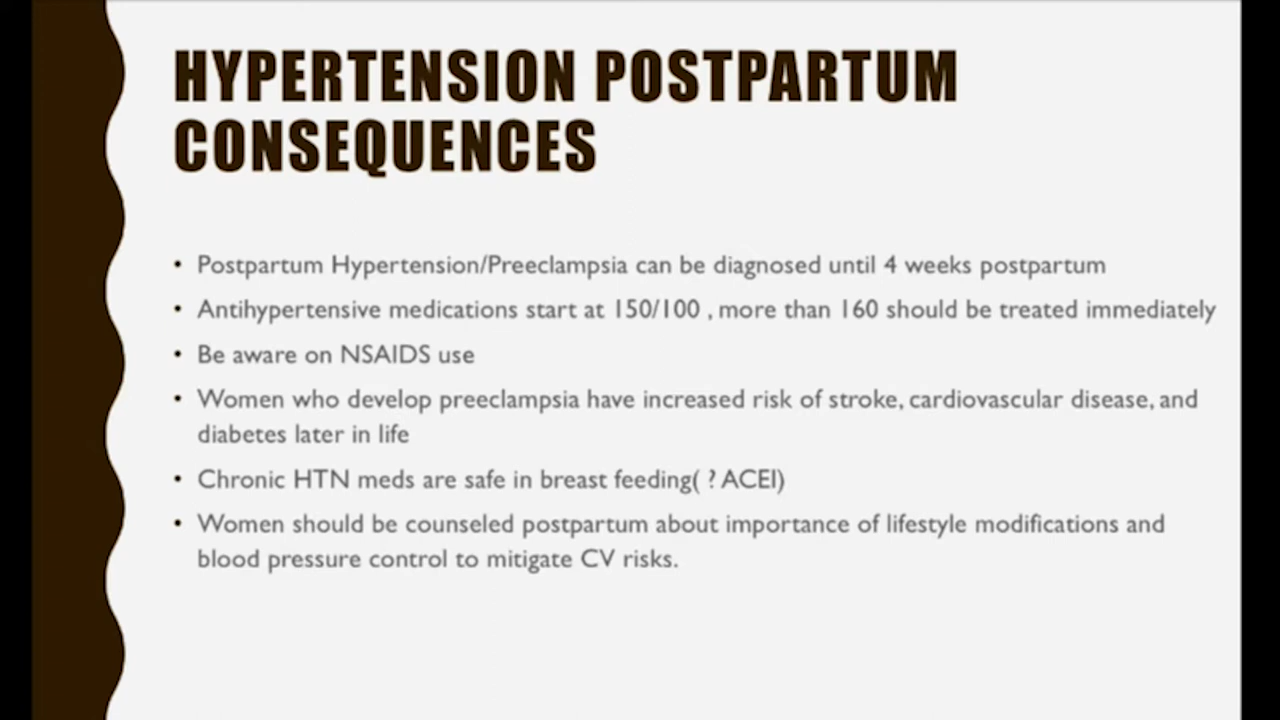 HYPERTENSION POSTPARTUM
CONSEQUENCES
• Postpartum Hypertension/Preeclampsia can be diagnosed until 4 weeks postpartum
• Antihypertensive medications start at 150/100 , more than 160 should be treated immediately
• Be aware on NSAIDS use
• Women who develop preeclampsia have increased risk of stroke, cardiovascular disease, and
diabetes later in life
• Chronic HTN meds are safe in breast feeding( ? ACEI)
• Women should be counseled postpartum about importance of lifestyle modifications and
blood pressure control to mitigate CV risks.